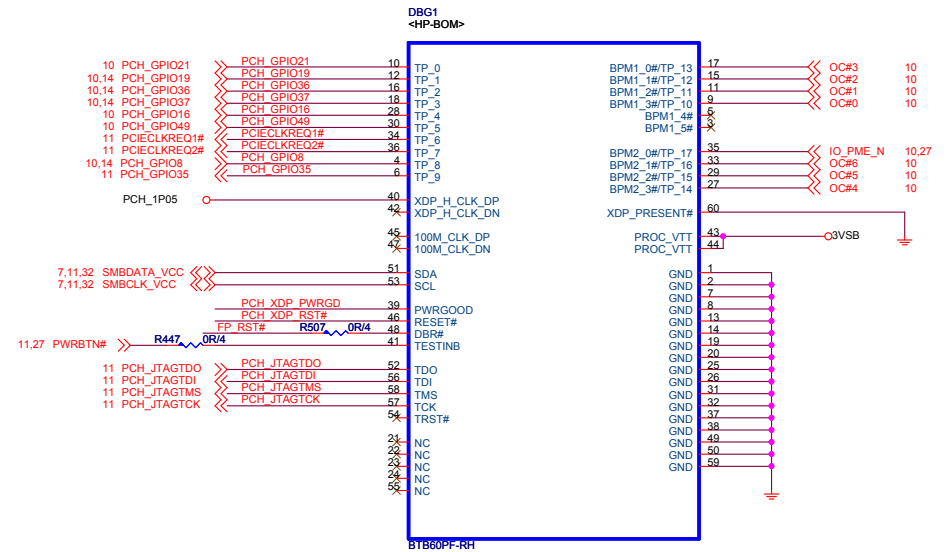 DBG1
<HP-BOM>
10 PCH_GPIO21 PCH_GPIO21 10 TP_0 BPM1_0#/TP_13 17 OC#3 10
10,14 PCH_GPIO19 PCH_GPIO19 12 TP_1 BPM1_1#/TP_12 15 OC#2 10
10,14 PCH_GPIO36 PCH_GPIO36 16 TP_2 BPM1_2#/TP_11 11 OC#1 10
10,14 PCH_GPIO37 PCH_GPIO37 18 TP_3 BPM1_3#/TP_10 9 OC#0 10
10 PCH_GPIO16 PCH_GPIO16 28 TP_4 BPM1_4# 5
10 PCH_GPIO49 PCH_GPIO49 30 TP_5 BPM1_5# 3
11 PCIECLKREQ1# PCIECLKREQ1# 34 TP_6
11 PCIECLKREQ2# PCIECLKREQ2# 36 TP_7 BPM2_0#/TP_17 35 IO_PME_N 10,27
10,14 PCH_GPIO8 PCH_GPIO8 4 TP_8 BPM2_1#/TP_16 33 OC#6 10
11 PCH_GPIO35 PCH_GPIO35 6 TP_9 BPM2_2#/TP_15 29 OC#5 10
BPM2_3#/TP_14 27 OC#4 10
PCH_1P05 40 XDP_H_CLK_DP
42 XDP_H_CLK_DN XDP_PRESENT# 60
45 100M_CLK_DP PROC_VTT 43 3VSB
47 100M_CLK_DN PROC_VTT 44
7,11,32 SMBDATA_VCC 51 SDA GND 1
7,11,32 SMBCLK_VCC 53 SCL GND 2
GND 7
PCH_XDP_PWRGD 39 PWRGOOD GND 8
PCH_XDP_RST# 46 RESET# GND 13
FP_RST# R507 0R/4 48 DBR# GND 14
11,27 PWRBTN# R447 0R/4 41 TESTINB GND 19
GND 20
11 PCH_JTAGTDO PCH_JTAGTDO 52 TDO GND 25
11 PCH_JTAGTDI PCH_JTAGTDI 56 TDI GND 26
11 PCH_JTAGTMS PCH_JTAGTMS 58 TMS GND 31
11 PCH_JTAGTCK PCH_JTAGTCK 57 TCK GND 32
54 TRST# GND 37
GND 38
21 NC GND 49
22 NC GND 50
23 NC GND 59
24 NC
55 NC
BTB60PF-RH